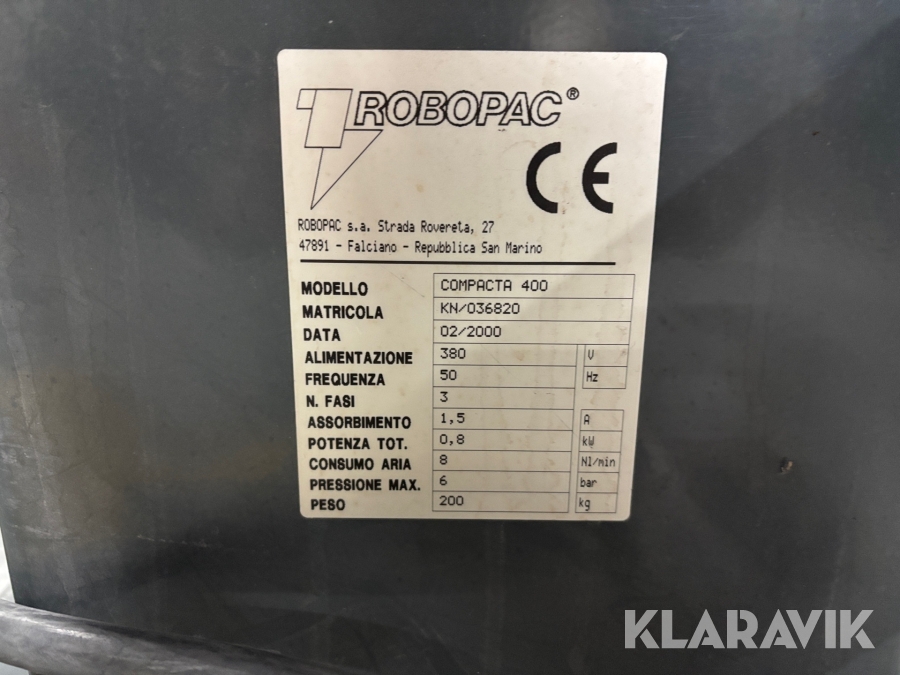 ROBOPAC®
CE
ROBOPAC s.a. Strada Rovereta, 27
47891 - Falciano - Repubblica San Marino
MODELLO COMPACTA 400
MATRICOLA KN/036820
DATA 02/2000
ALIMENTAZIONE 380 V
FREQUENZA 50 Hz
N. FASI 3
ASSORBIMENTO 1,5 A
POTENZA TOT. 0,8 kW
CONSUMO ARIA 8 Nl/min
PRESSIONE MAX. 6 bar
PESO 200 kg
KLARAVIK